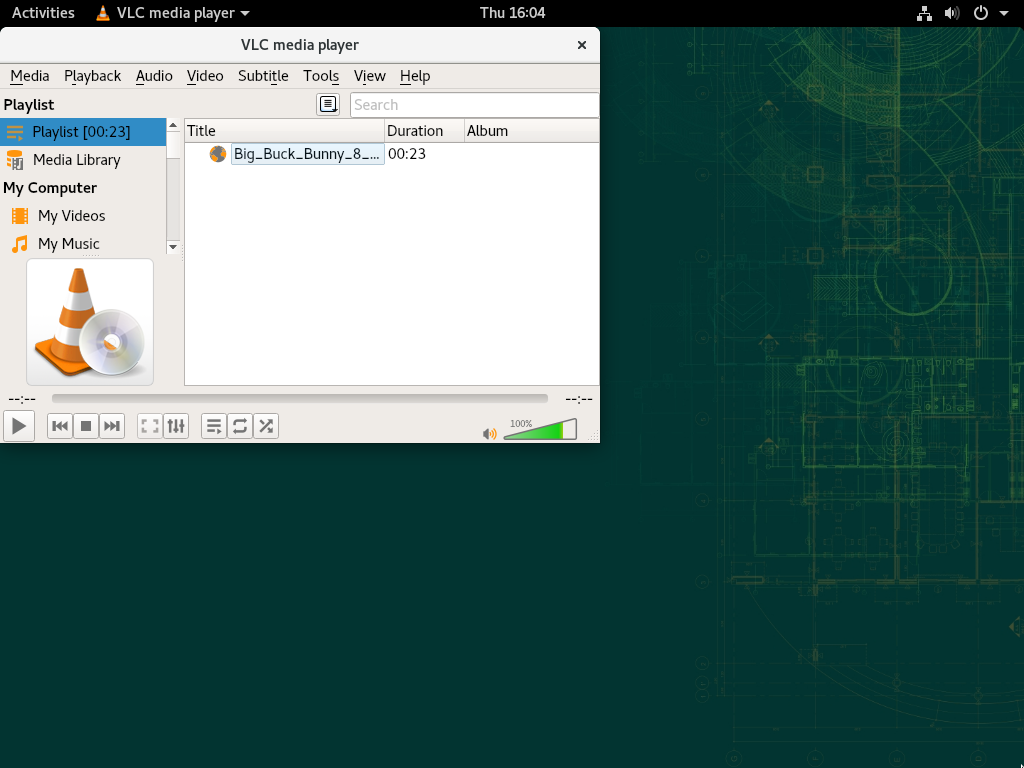 Activities VLC media player Thu 16:04
VLC media player
Media Playback Audio Video Subtitle Tools View Help
Playlist Search
Title Duration Album
Playlist [00:23]
Big_Buck_Bunny_8_... 00:23
Media Library
My Computer
My Videos
My Music
--:-- --:--
100%